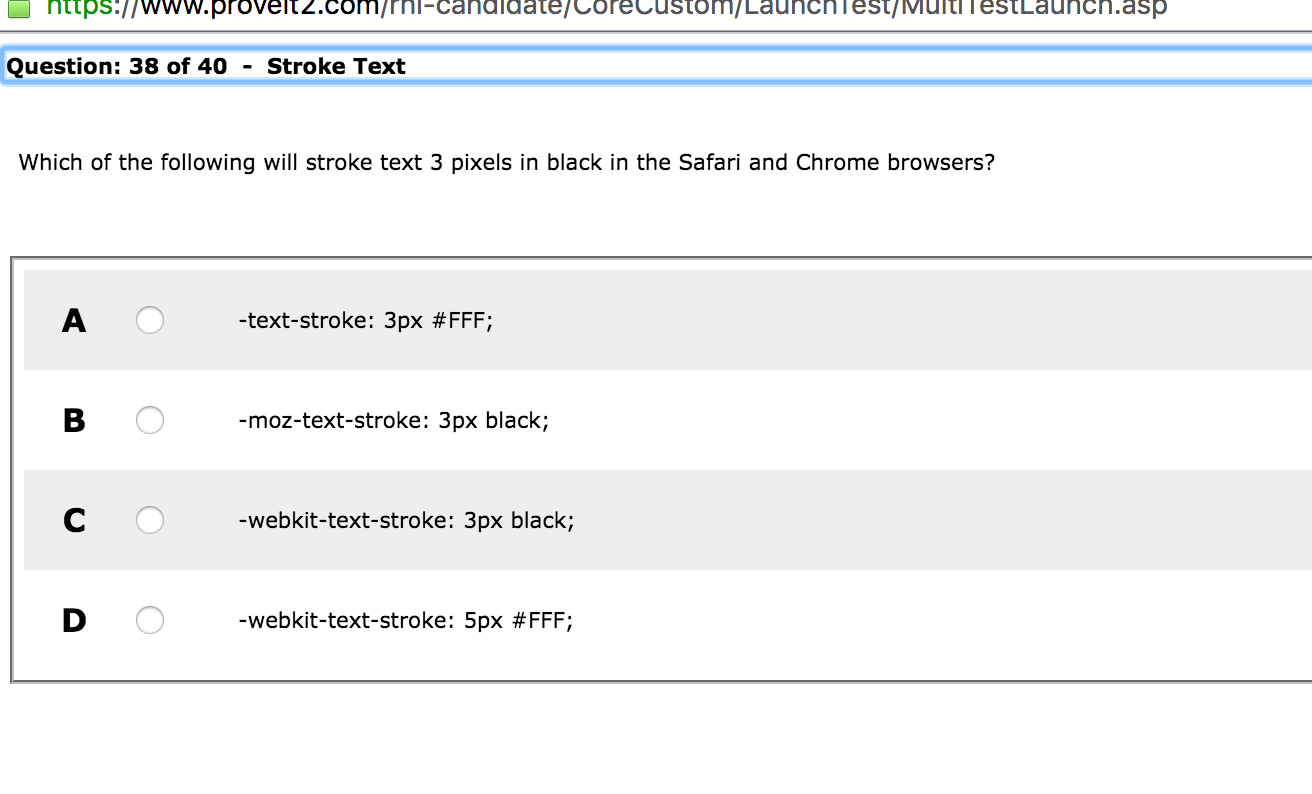 https://www.proveit2.com/rhi-candidate/CoreCustom/LaunchTest/MultiTestLaunch.asp
Question: 38 of 40 - Stroke Text
Which of the following will stroke text 3 pixels in black in the Safari and Chrome browsers?
A -text-stroke: 3px #FFF;
B -moz-text-stroke: 3px black;
C -webkit-text-stroke: 3px black;
D -webkit-text-stroke: 5px #FFF;